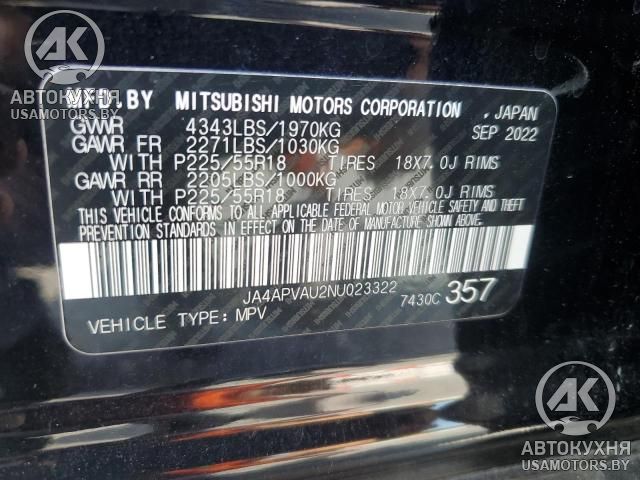 АК
АВТОКУХНЯ
USAMOTORS.BY
MFD.BY MITSUBISHI MOTORS CORPORATION , JAPAN
GVWR 4343LBS/1970KG SEP 2022
GAWR FR 2271LBS/1030KG
WITH P225/55R18 TIRES 18X7.0J RIMS
GAWR RR 2205LBS/1000KG
WITH P225/55R18 TIRES 18X7.0J RIMS
THIS VEHICLE CONFORMS TO ALL APPLICABLE FEDERAL MOTOR VEHICLE SAFETY AND THEFT
PREVENTION STANDARDS IN EFFECT ON THE DATE OF MANUFACTURE SHOWN ABOVE.
JA4APVAU2NU023322
7430C 357
VEHICLE TYPE: MPV
АК
АВТОКУХНЯ
USAMOTORS.BY